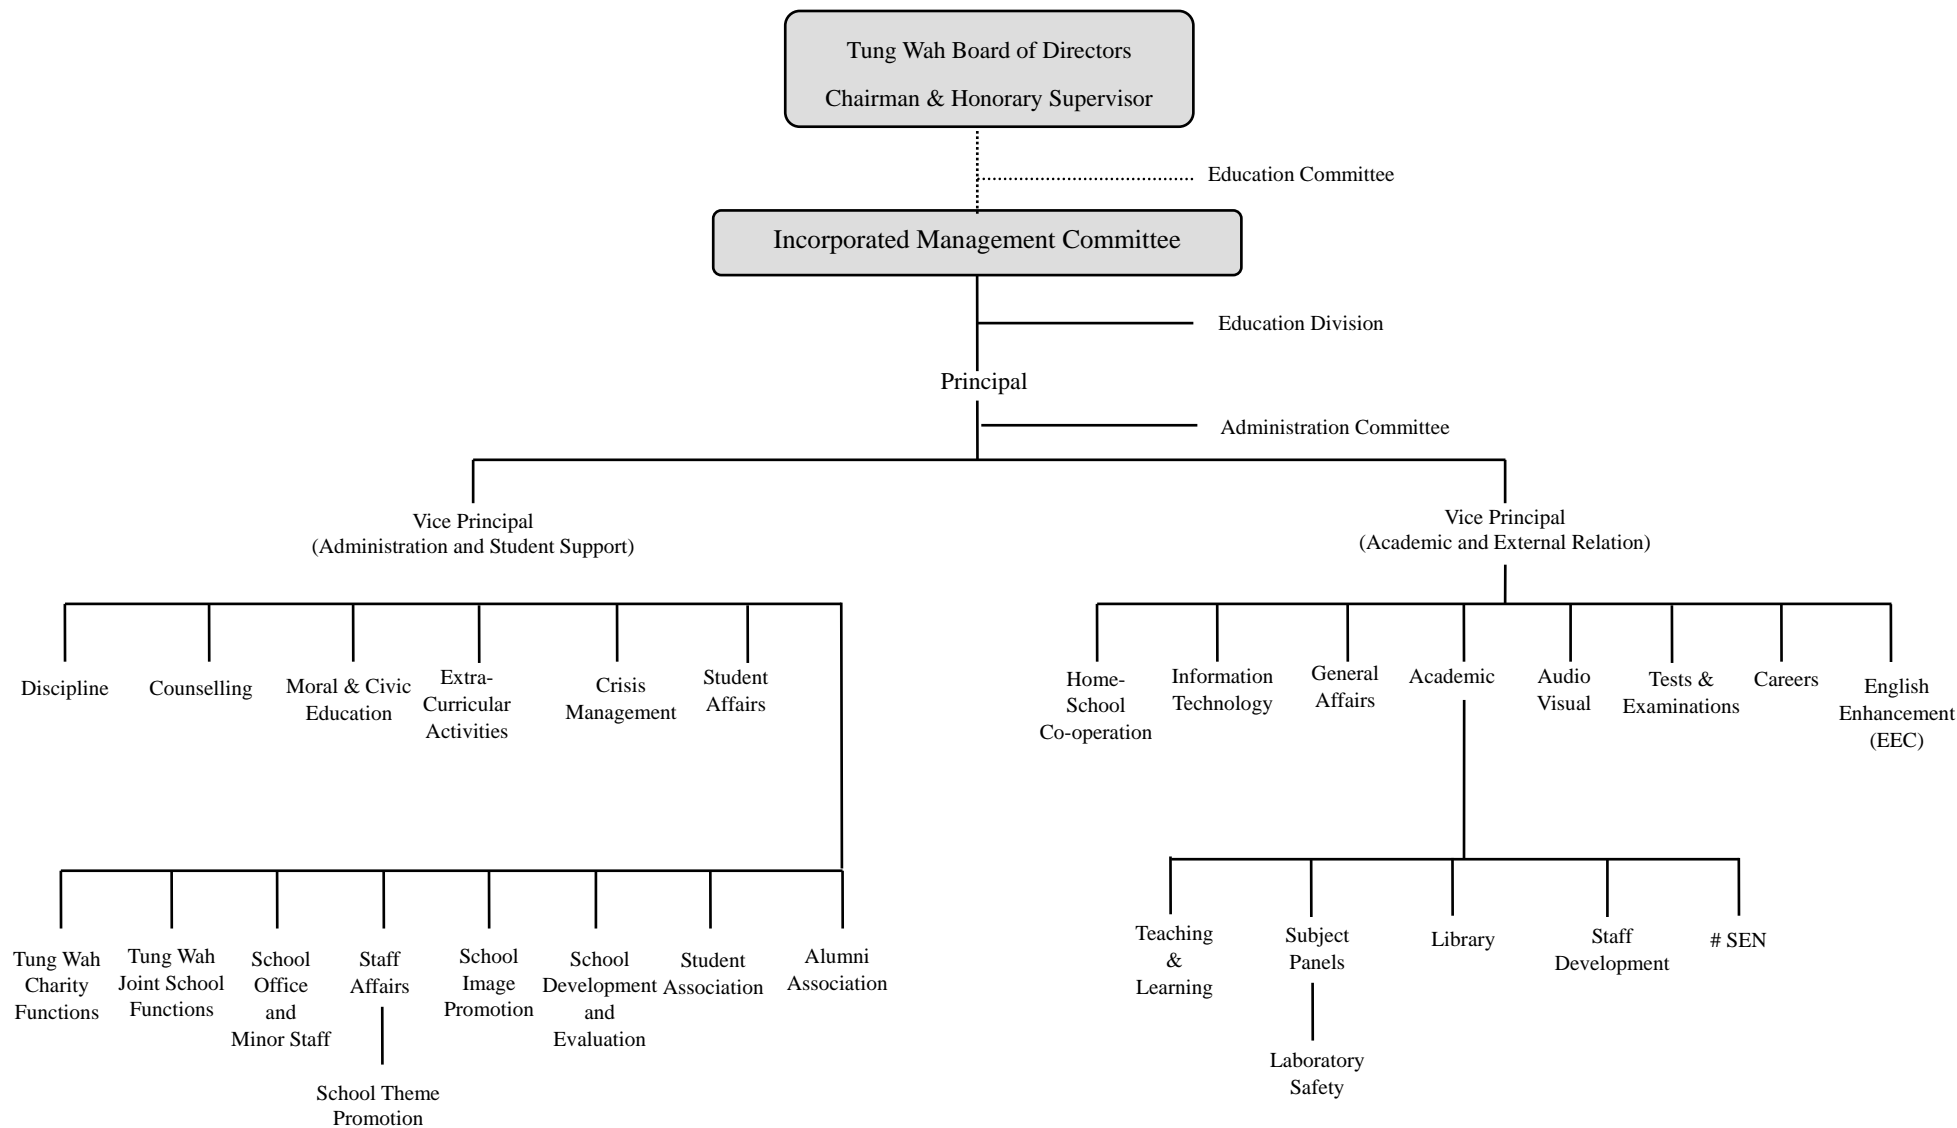 Tung Wah Board of Directors
Chairman & Honorary Supervisor
Education Committee
Incorporated Management Committee
Education Division
Principal
Administration Committee
Vice Principal
(Administration and Student Support)
Vice Principal
(Academic and External Relation)
Discipline
Counselling
Moral & Civic
Education
Extra-
Curricular
Activities
Crisis
Management
Student
Affairs
Home-
School
Co-operation
Information
Technology
General
Affairs
Academic
Audio
Visual
Tests &
Examinations
Careers
English
Enhancement
(EEC)
Tung Wah
Charity
Functions
Tung Wah
Joint School
Functions
School
Office
and
Minor Staff
Staff
Affairs
School
Image
Promotion
School
Development
and
Evaluation
Student
Association
Alumni
Association
School Theme
Promotion
Teaching
&
Learning
Subject
Panels
Library
Staff
Development
# SEN
Laboratory
Safety